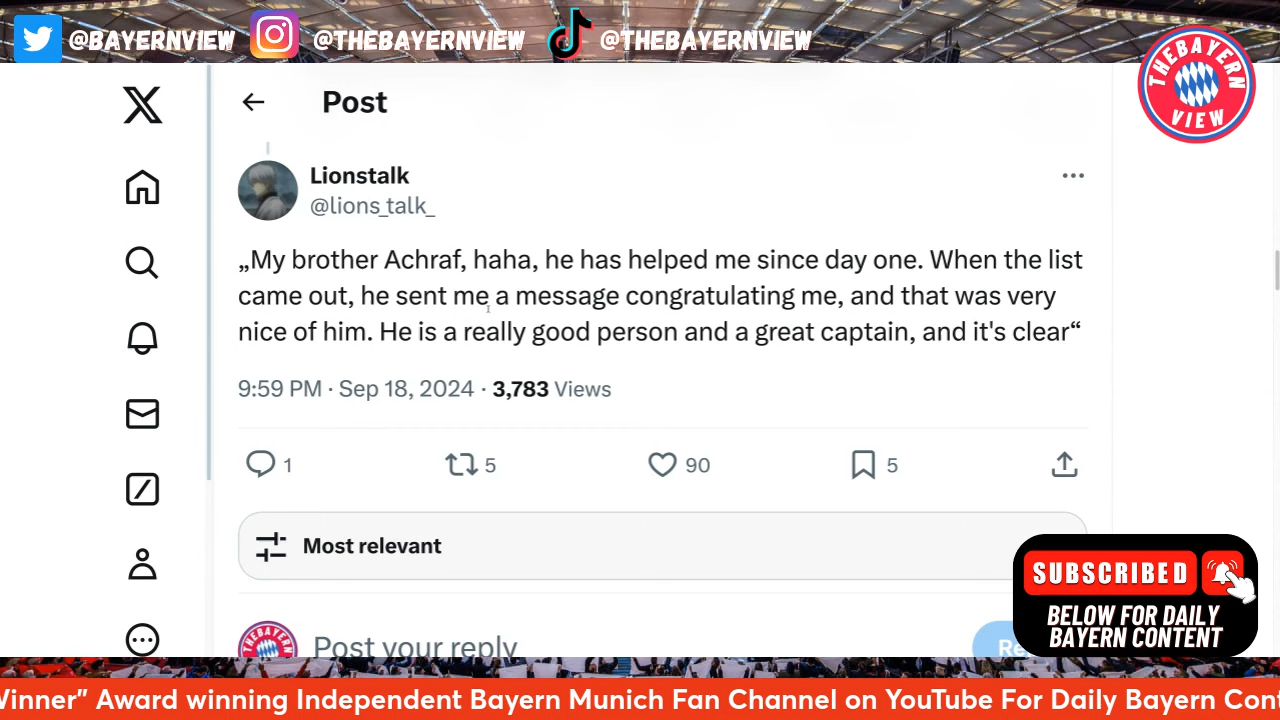 @BAYERNVIEW @THEBAYERNVIEW @THEBAYERNVIEW
THEBAYERN
VIEW
Post
Lionstalk
@lions_talk_
„My brother Achraf, haha, he has helped me since day one. When the list
came out, he sent me a message congratulating me, and that was very
nice of him. He is a really good person and a great captain, and it's clear“
9:59 PM · Sep 18, 2024 · 3,783 Views
1 5 90 5
Most relevant
SUBSCRIBED
BELOW FOR DAILY
BAYERN CONTENT
THEBAYERN
Post your reply
Winner” Award winning Independent Bayern Munich Fan Channel on YouTube For Daily Bayern